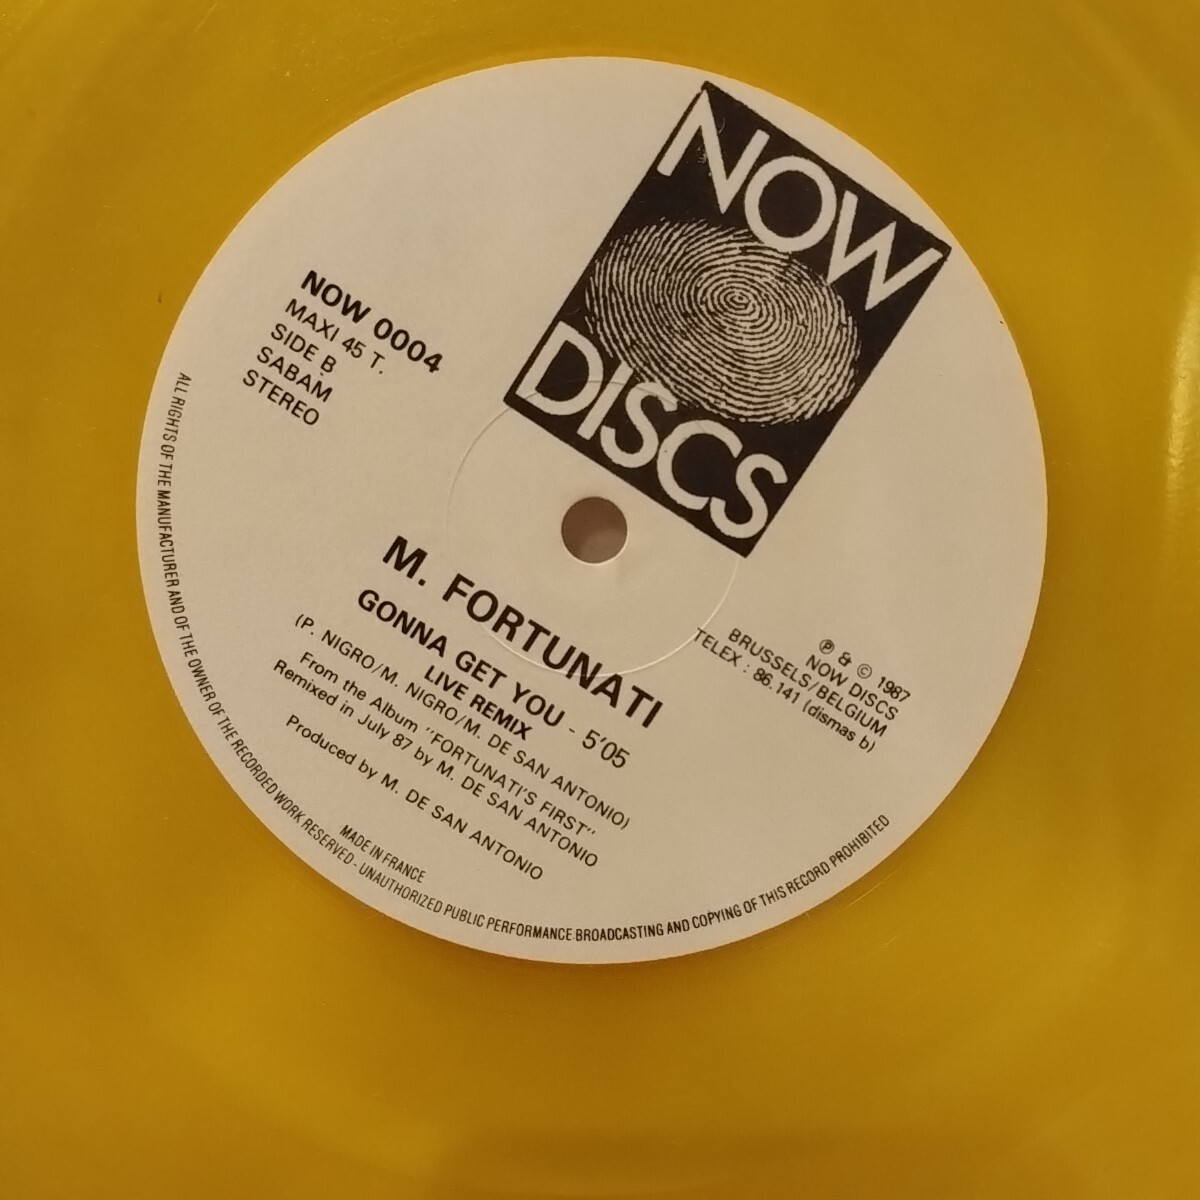 NOW
DISCS
NOW 0004
MAXI 45 T.
SIDE B
SABAM
STEREO
M. FORTUNATI
GONNA GET YOU - 5'05
LIVE REMIX
(P. NIGRO/M. NIGRO/M. DE SAN ANTONIO)
From the Album "FORTUNATI'S FIRST"
Remixed in July 87 by M. DE SAN ANTONIO
Produced by M. DE SAN ANTONIO
℗ & © 1987
NOW DISCS
BRUSSELS/BELGIUM
TELEX : 86.141 (dismas b)
MADE IN FRANCE
ALL RIGHTS OF THE MANUFACTURER AND OF THE OWNER OF THE RECORDED WORK RESERVED - UNAUTHORIZED PUBLIC PERFORMANCE BROADCASTING AND COPYING OF THIS RECORD PROHIBITED